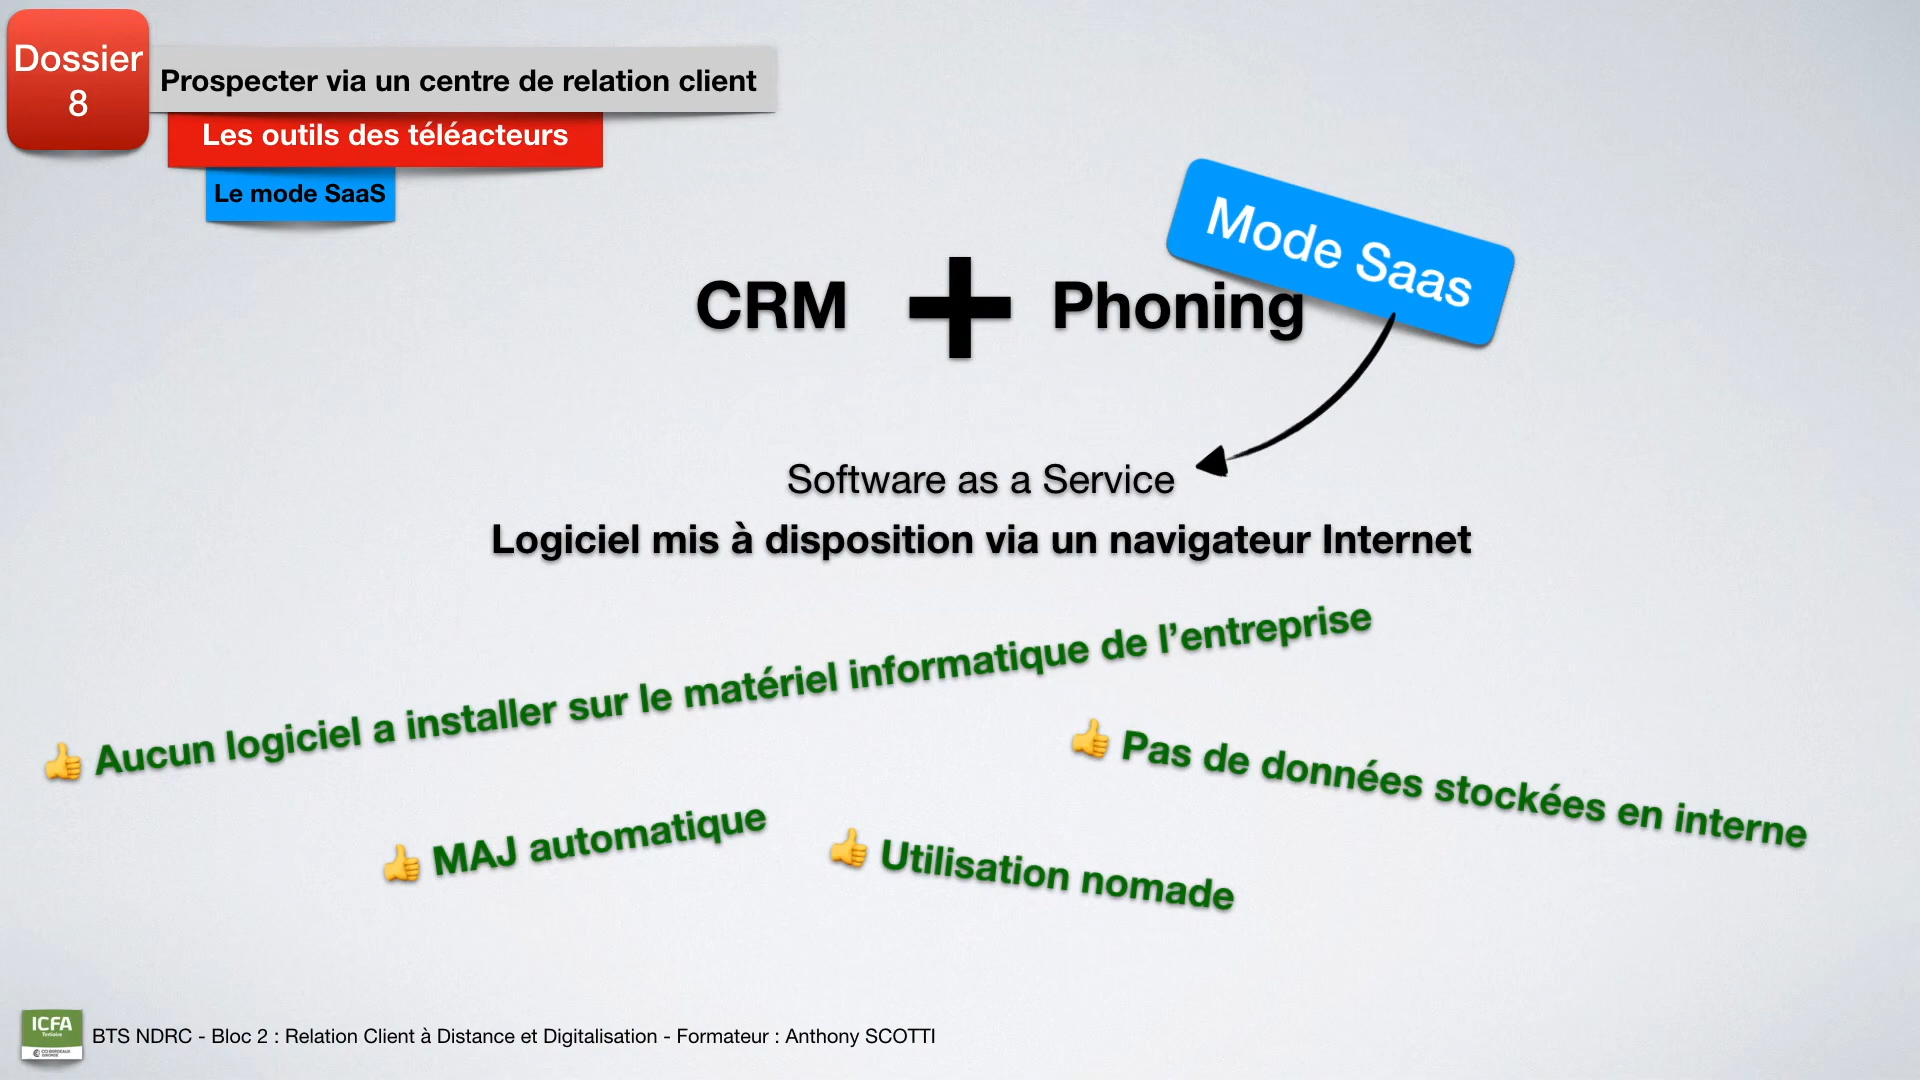 Dossier
8
Prospecter via un centre de relation client
Les outils des téléacteurs
Le mode SaaS
Mode Saas
CRM + Phoning
Software as a Service
Logiciel mis à disposition via un navigateur Internet
👍 Aucun logiciel a installer sur le matériel informatique de l’entreprise
👍 Pas de données stockées en interne
👍 MAJ automatique
👍 Utilisation nomade
ICFA
Tertiaire
BTS NDRC - Bloc 2 : Relation Client à Distance et Digitalisation - Formateur : Anthony SCOTTI